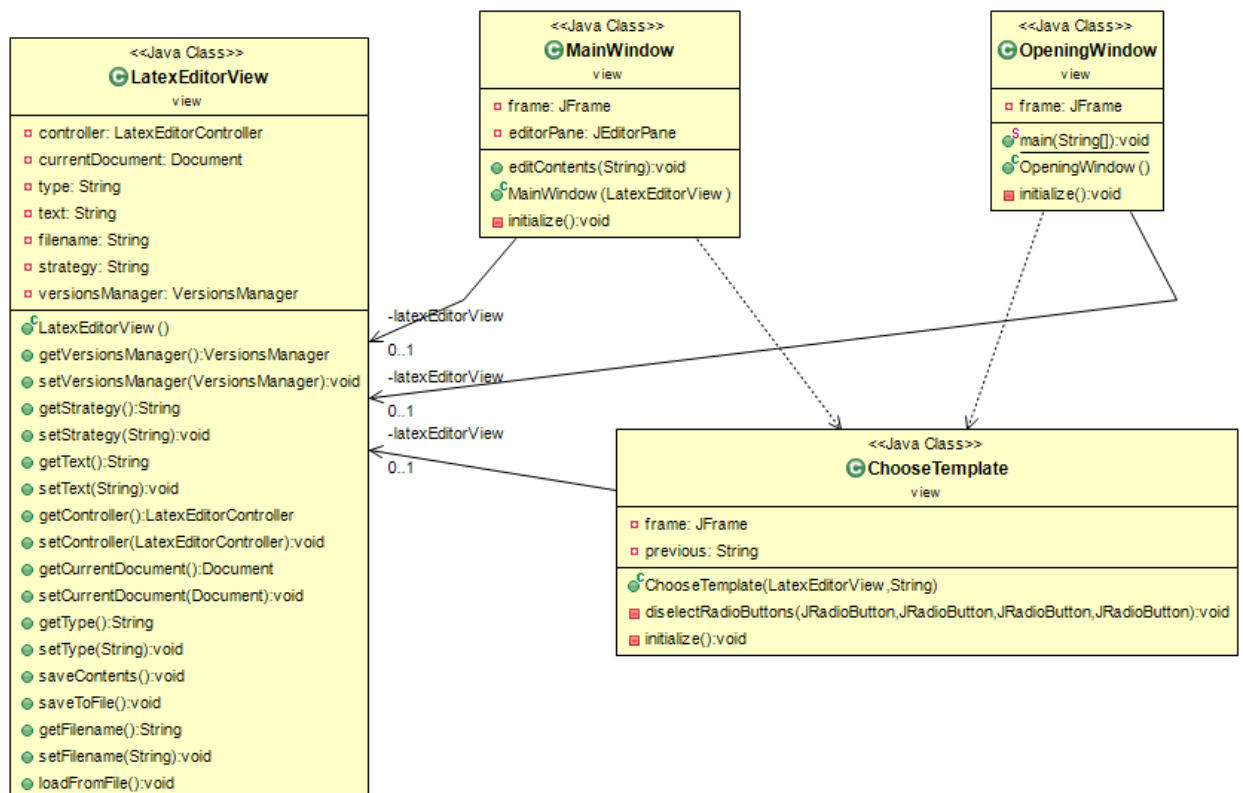 <<Java Class>>
LatexEditorView
view
controller: LatexEditorController
currentDocument: Document
type: String
text: String
filename: String
strategy: String
versionsManager: VersionsManager
LatexEditorView()
getVersionsManager():VersionsManager
setVersionsManager(VersionsManager):void
getStrategy():String
setStrategy(String):void
getText():String
setText(String):void
getController():LatexEditorController
setController(LatexEditorController):void
getCurrentDocument():Document
setCurrentDocument(Document):void
getType():String
setType(String):void
saveContents():void
saveToFile():void
getFilename():String
setFilename(String):void
loadFromFile():void
<<Java Class>>
MainWindow
view
frame: JFrame
editorPane: JEditorPane
editContents(String):void
MainWindow(LatexEditorView)
initialize():void
<<Java Class>>
OpeningWindow
view
frame: JFrame
main(String[]):void
OpeningWindow()
initialize():void
-latexEditorView
0..1
-latexEditorView
0..1
-latexEditorView
0..1
<<Java Class>>
ChooseTemplate
view
frame: JFrame
previous: String
ChooseTemplate(LatexEditorView,String)
diselectRadioButtons(JRadioButton,JRadioButton,JRadioButton,JRadioButton):void
initialize():void